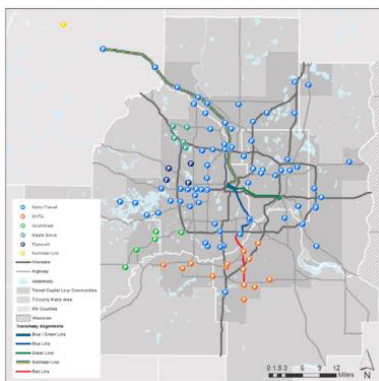 Metro Transit
MVTA
SouthWest
Maple Grove
Plymouth
Northstar Link
Interstate
Highway
Waterbody
Transit Capital Levy Communities
7-County Metro Area
MN Counties
Wisconsin
Transitway Alignments
Blue / Green Line
Blue Line
Green Line
Northstar Line
Red Line
0 1.5 3 6 9 12
Miles
N